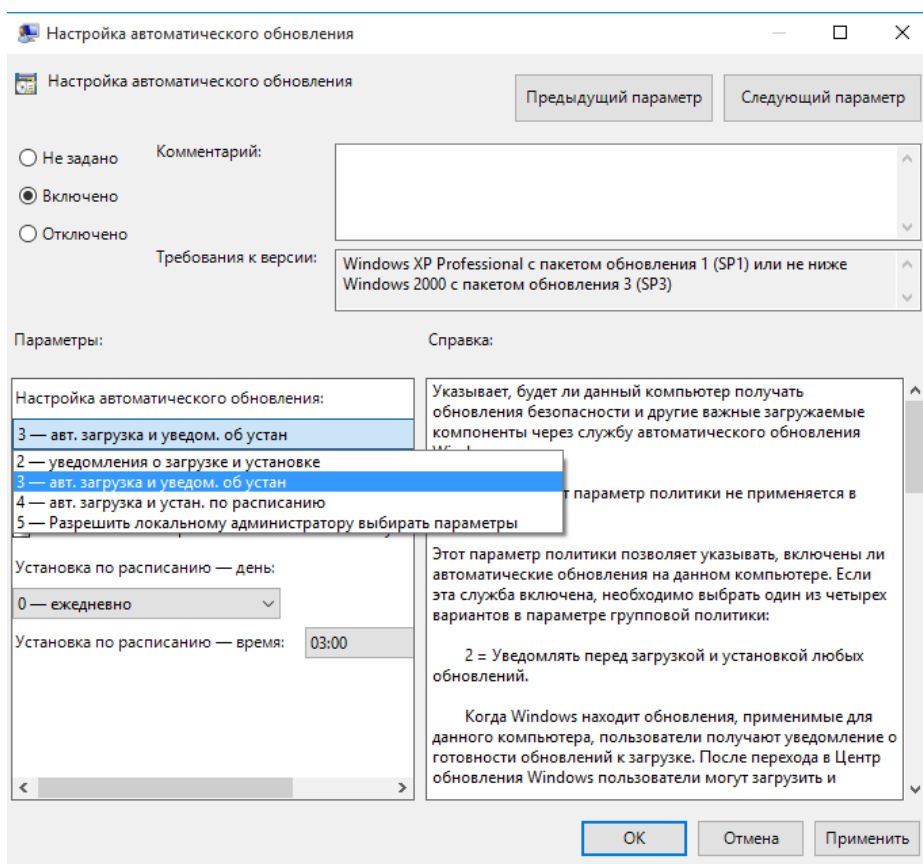 Настройка автоматического обновления
Настройка автоматического обновления
Предыдущий параметр
Следующий параметр
Не задано
Включено
Отключено
Комментарий:
Требования к версии:
Windows XP Professional с пакетом обновления 1 (SP1) или не ниже
Windows 2000 с пакетом обновления 3 (SP3)
Параметры:
Справка:
Настройка автоматического обновления:
3 — авт. загрузка и уведом. об устан
2 — уведомления о загрузке и установке
3 — авт. загрузка и уведом. об устан
4 — авт. загрузка и устан. по расписанию
5 — Разрешить локальному администратору выбирать параметры
Установка по расписанию — день:
0 — ежедневно
Установка по расписанию — время:
03:00
Указывает, будет ли данный компьютер получать
обновления безопасности и другие важные загружаемые
компоненты через службу автоматического обновления
параметр политики не применяется в
Этот параметр политики позволяет указывать, включены ли
автоматические обновления на данном компьютере. Если
эта служба включена, необходимо выбрать один из четырех
вариантов в параметре групповой политики:
2 = Уведомлять перед загрузкой и установкой любых
обновлений.
Когда Windows находит обновления, применимые для
данного компьютера, пользователи получают уведомление о
готовности обновлений к загрузке. После перехода в Центр
обновления Windows пользователи могут загрузить и
OK
Отмена
Применить